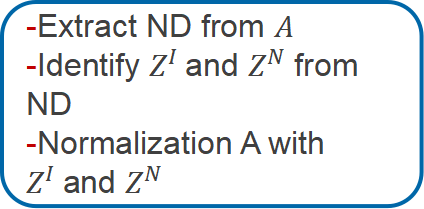 -Extract ND from A
-Identify Z^I and Z^N from
ND
-Normalization A with
Z^I and Z^N